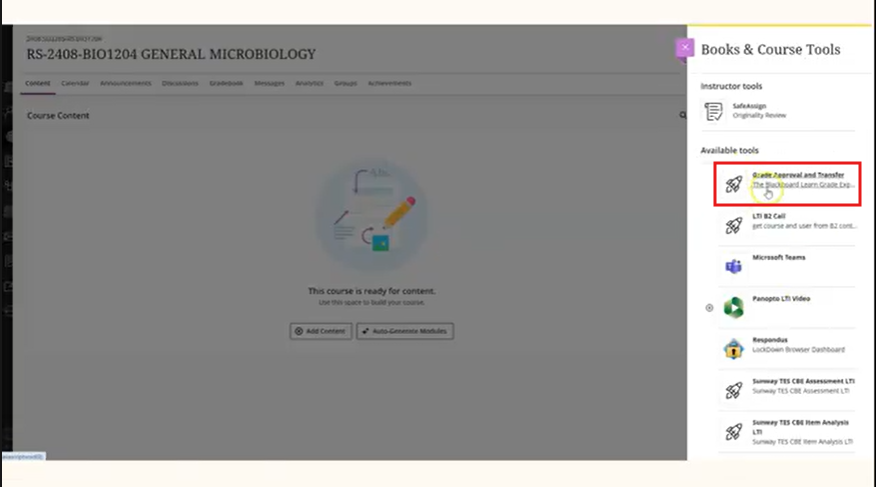 RS-2408-BIO1204 GENERAL MICROBIOLOGY
Content Calendar Announcements Discussions Gradebook Messages Analytics Groups Achievements
Course Content
This course is ready for content.
Use this space to build your course.
Add Content Auto-Generate Modules
Books & Course Tools
Instructor tools
SafeAssign
Originality Review
Available tools
Grade Approval and Transfer
The Blackboard Learn Grade Exp...
LTI B2 Call
get course and user from B2 cont...
Microsoft Teams
Panopto LTI Video
Respondus
LockDown Browser Dashboard
Sunway TES CBE Assessment LTI
Sunway TES CBE Assessment LTI
Sunway TES CBE Item Analysis
LTI
Sunway TES CBE Item Analysis LTI